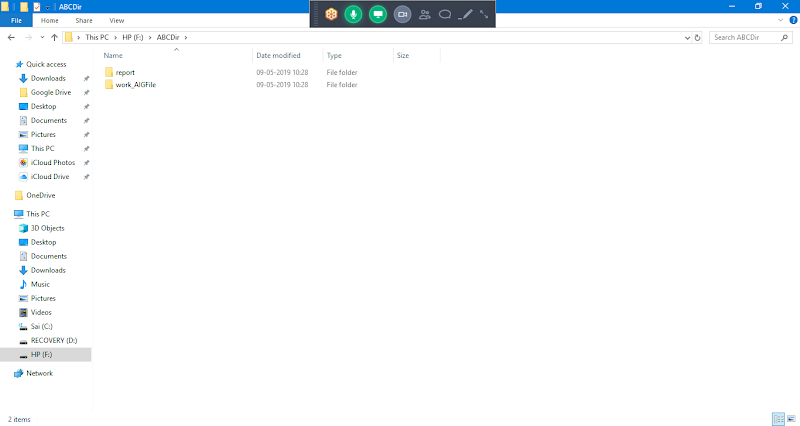 ABCDir
File Home Share View
This PC HP (F:) ABCDir Search ABCDir
Name Date modified Type Size
Quick access
Downloads
Google Drive
Desktop
Documents
Pictures
This PC
iCloud Photos
iCloud Drive
OneDrive
This PC
3D Objects
Desktop
Documents
Downloads
Music
Pictures
Videos
Sai (C:)
RECOVERY (D:)
HP (F:)
Network
report 09-05-2019 10:28 File folder
work_AIGFile 09-05-2019 10:28 File folder
2 items